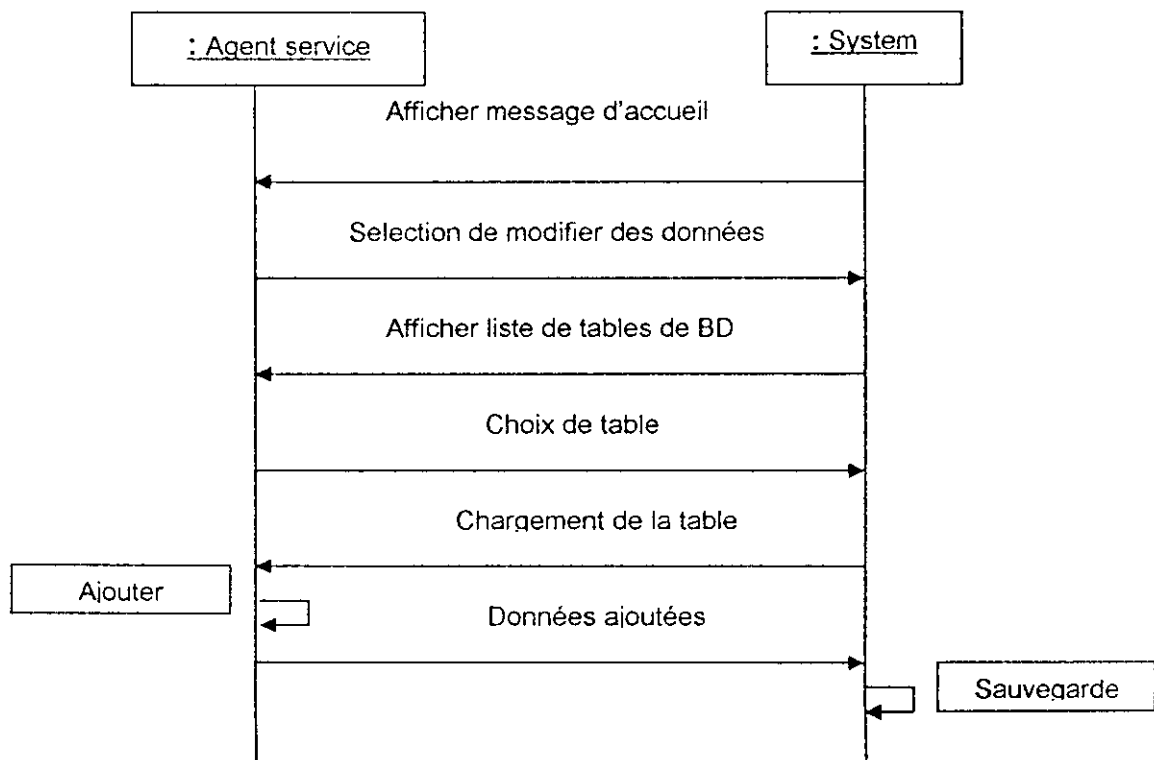 : Agent service
: System
Afficher message d'accueil
Selection de modifier des données
Afficher liste de tables de BD
Choix de table
Chargement de la table
Ajouter
Données ajoutées
Sauvegarde